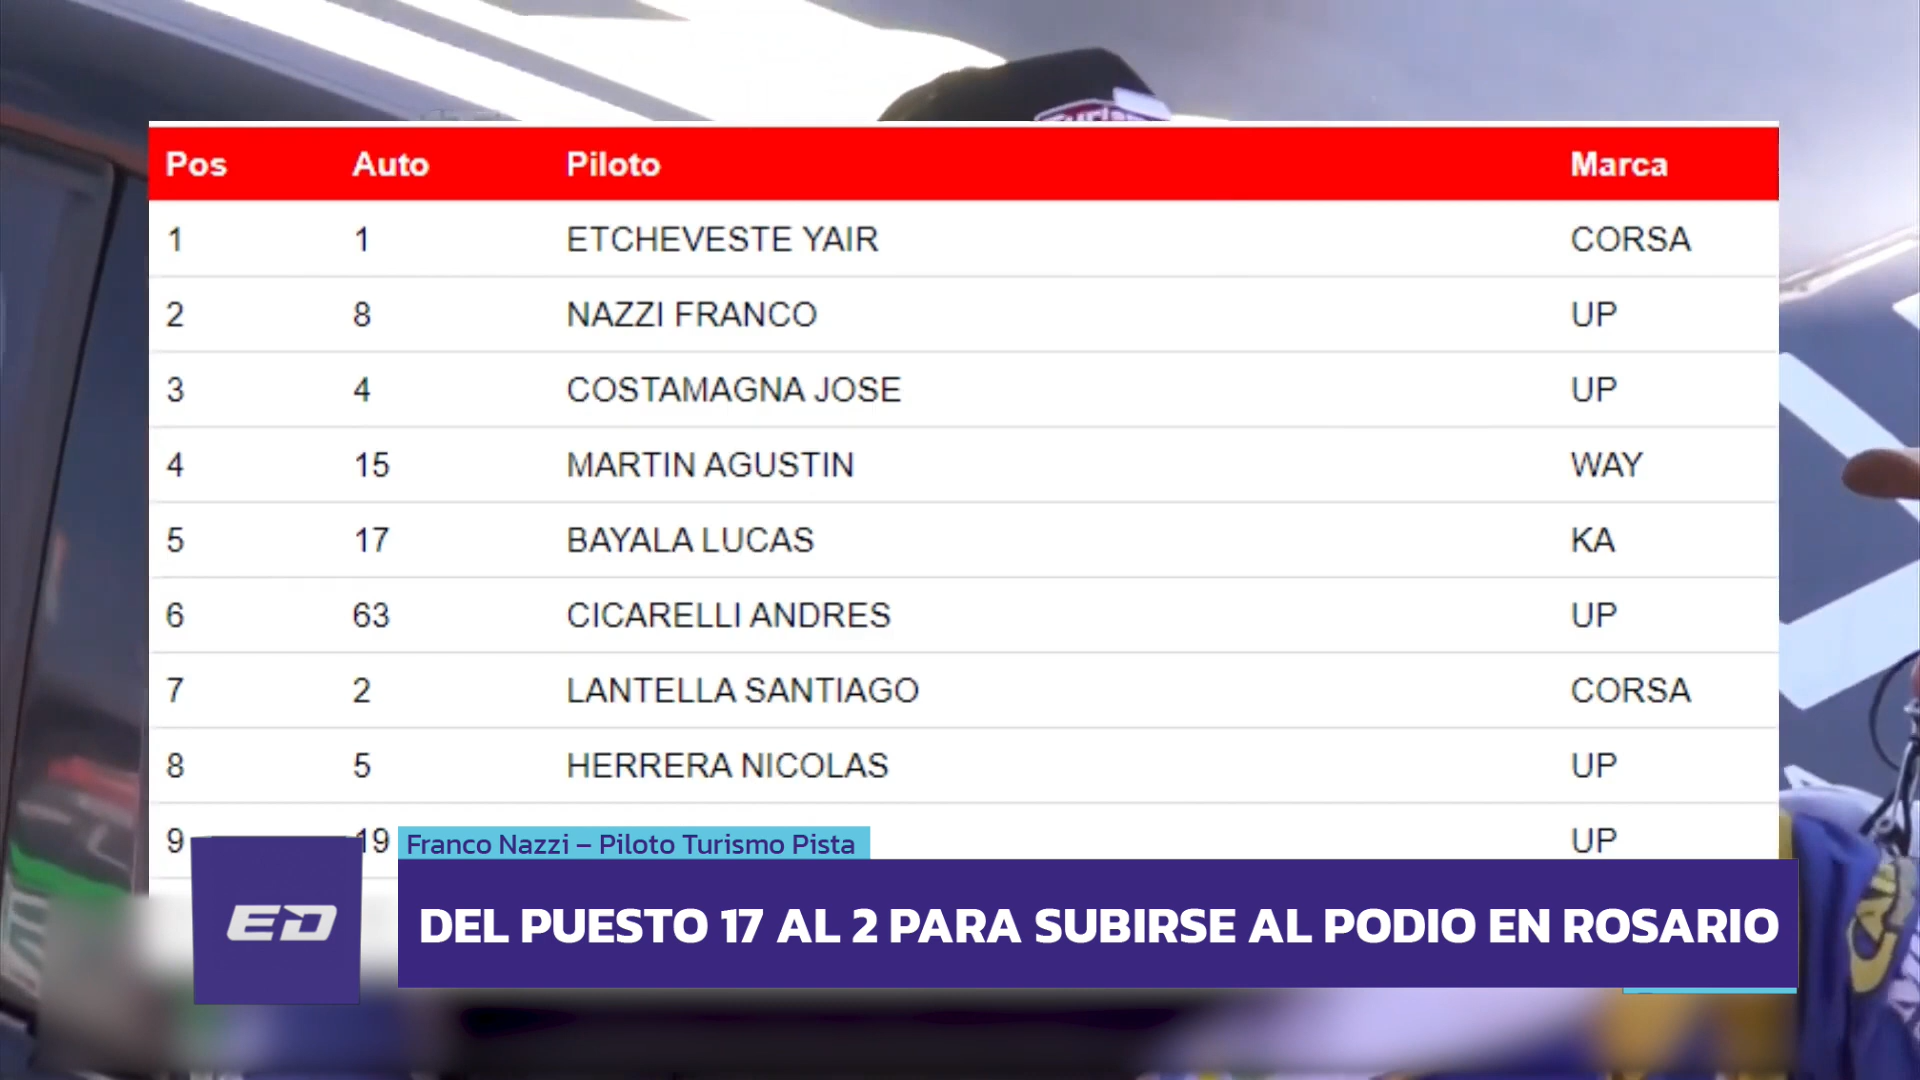 Pos Auto Piloto Marca
1 1 ETCHEVESTE YAIR CORSA
2 8 NAZZI FRANCO UP
3 4 COSTAMAGNA JOSE UP
4 15 MARTIN AGUSTIN WAY
5 17 BAYALA LUCAS KA
6 63 CICARELLI ANDRES UP
7 2 LANTELLA SANTIAGO CORSA
8 5 HERRERA NICOLAS UP
9 19 UP
Franco Nazzi – Piloto Turismo Pista
ED
DEL PUESTO 17 AL 2 PARA SUBIRSE AL PODIO EN ROSARIO